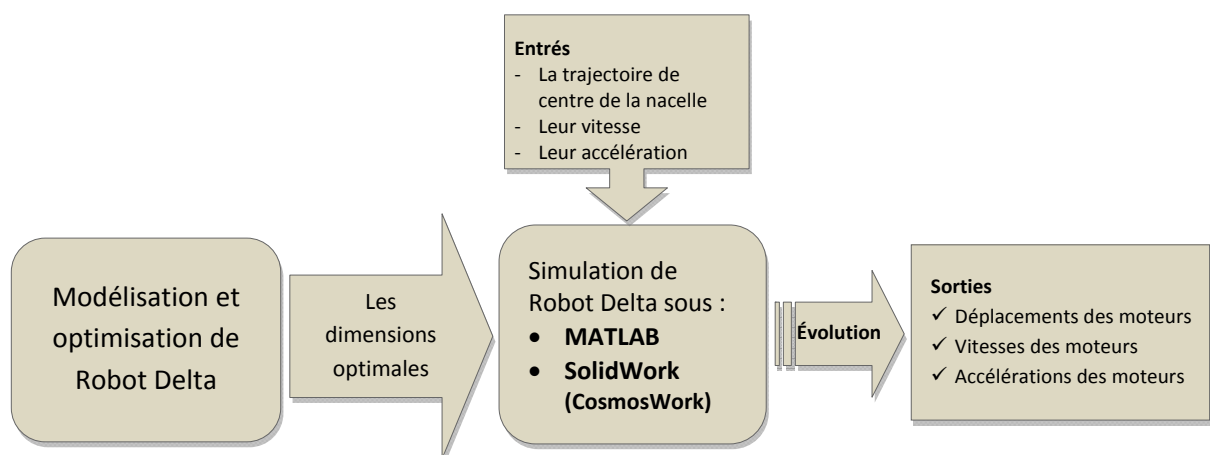 Entrés
- La trajectoire de
centre de la nacelle
- Leur vitesse
- Leur accélération
Modélisation et
optimisation de
Robot Delta
Les
dimensions
optimales
Simulation de
Robot Delta sous :
• MATLAB
• SolidWork
(CosmosWork)
Évolution
Sorties
✓ Déplacements des moteurs
✓ Vitesses des moteurs
✓ Accélérations des moteurs